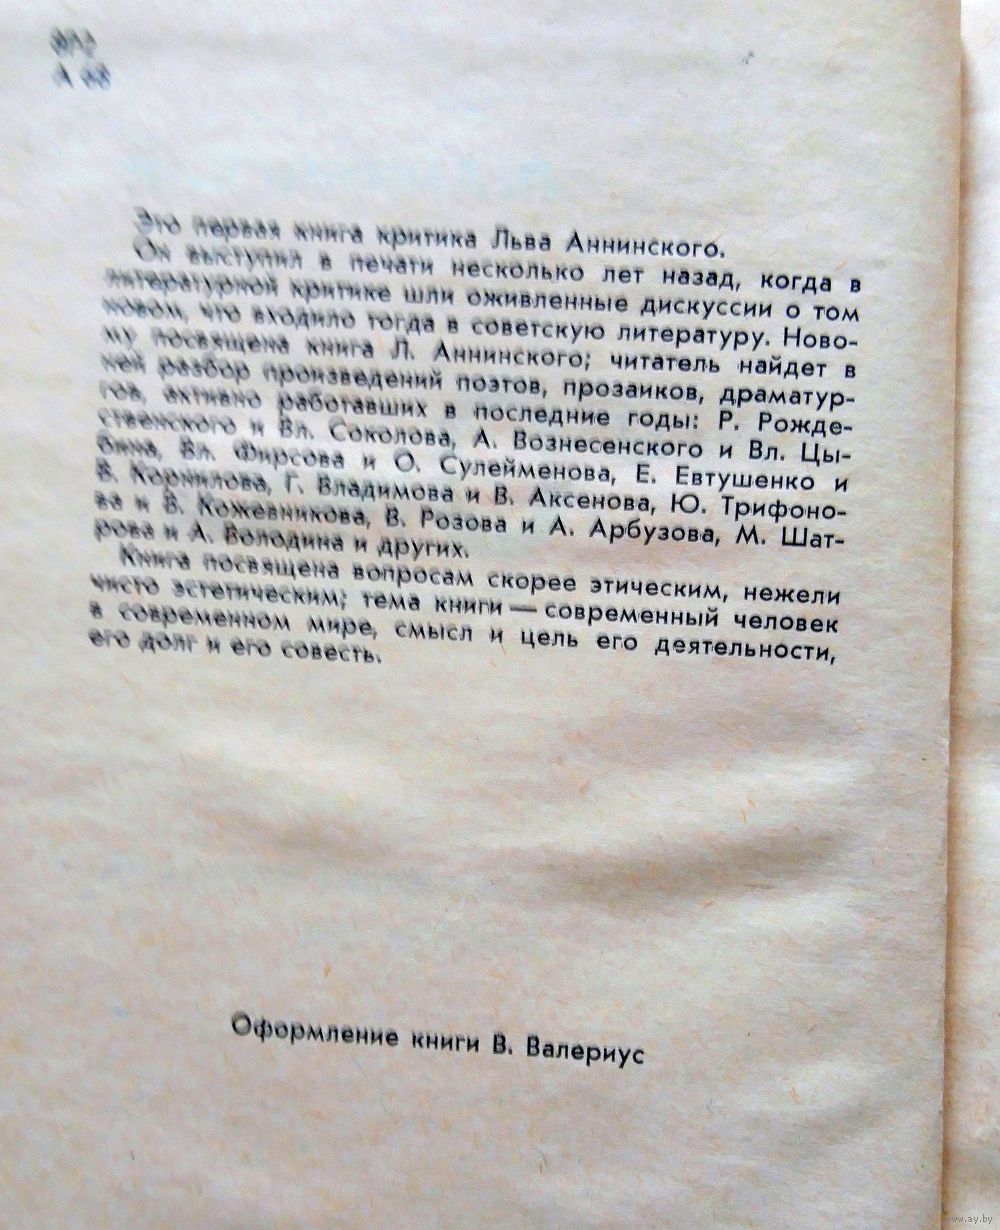 А 68
Это первая книга критика Льва Аннинского.
Он выступил в печати несколько лет назад, когда в
литературной критике шли оживленные дискуссии о том
новом, что входило тогда в советскую литературу. Ново-
му посвящена книга Л. Аннинского; читатель найдет в
ней разбор произведений поэтов, прозаиков, драматур-
гов, активно работавших в последние годы: Р. Рожде-
ственского и Вл. Соколова, А. Вознесенского и Вл. Цы-
бина, Вл. Фирсова и О. Сулейменова, Е. Евтушенко и
В. Корнилова, Г. Владимова и В. Аксенова, Ю. Трифоно-
ва и В. Кожевникова, В. Розова и А. Арбузова, М. Шат-
рова и А. Володина и других.
Книга посвящена вопросам скорее этическим, нежели
чисто эстетическим; тема книги — современный человек
в современном мире, смысл и цель его деятельности,
его долг и его совесть.
Оформление книги В. Валериус
www.ay.by